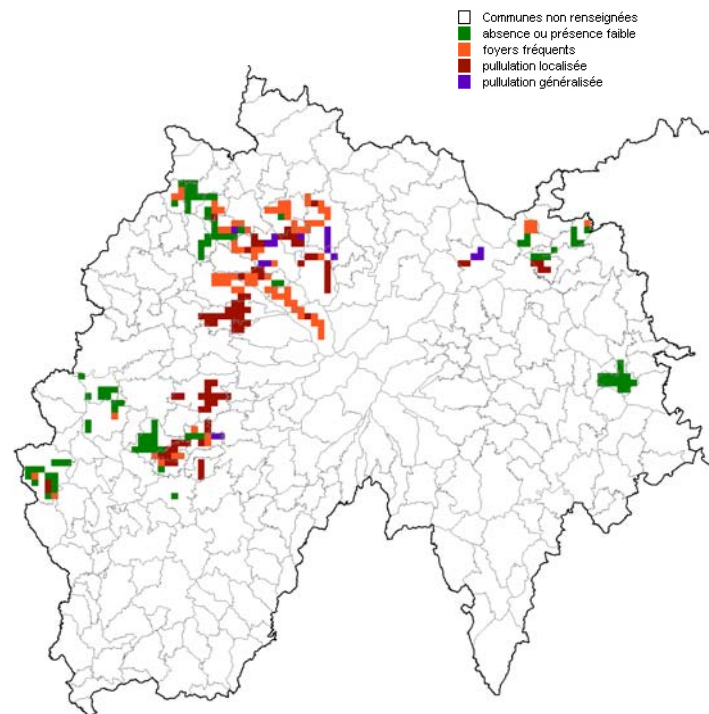 Communes non renseignées
absence ou présence faible
foyers fréquents
pullulation localisée
pullulation généralisée